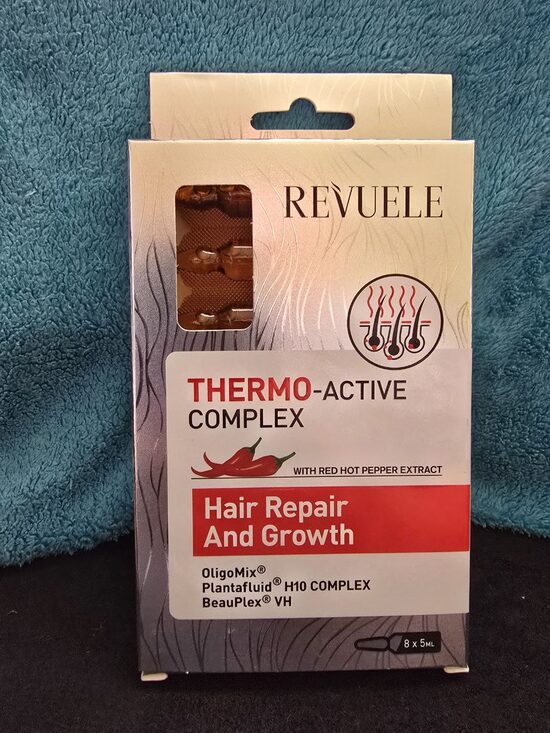 REVUELE
THERMO-ACTIVE
COMPLEX
WITH RED HOT PEPPER EXTRACT
Hair Repair
And Growth
OligoMix®
Plantafluid® H10 COMPLEX
BeauPlex® VH
8 x 5ML